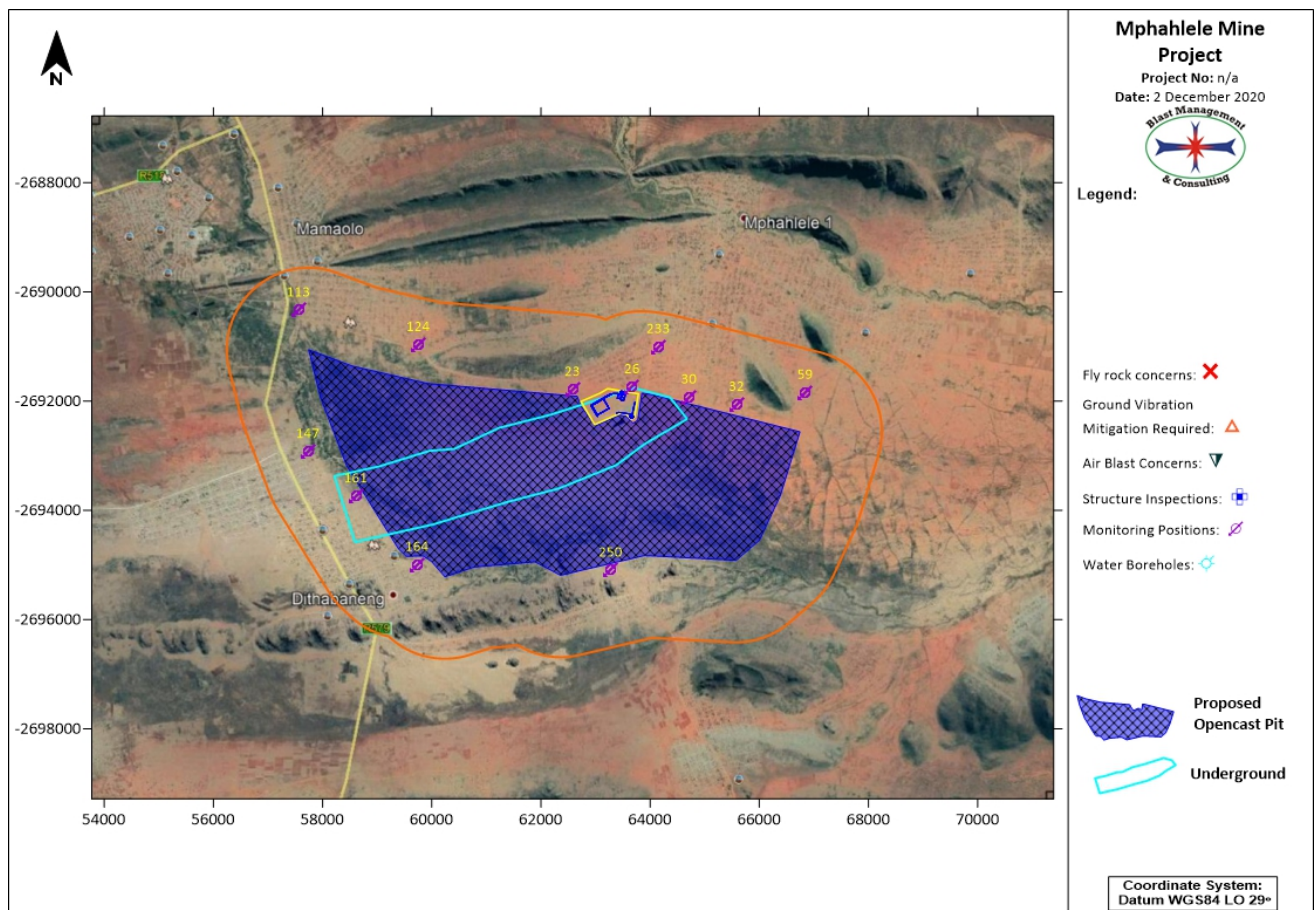 N
Mphahlele Mine
Project
Project No: n/a
Date: 2 December 2020
Blast Management
& Consulting
Legend:
Fly rock concerns:
Ground Vibration
Mitigation Required:
Air Blast Concerns:
Structure Inspections:
Monitoring Positions:
Water Boreholes:
Proposed
Opencast Pit
Underground
Coordinate System:
Datum WGS84 LO 29°
-2688000
-2690000
-2692000
-2694000
-2696000
-2698000
54000 56000 58000 60000 62000 64000 66000 68000 70000
Mamaolo
Mphahlele 1
113
124
233
23
26
30
32
59
147
161
164
250
Dithabaneng
R579